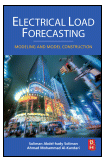 ELECTRICAL LOAD
FORECASTING
MODELING AND MODEL CONSTRUCTION
Soliman Abdel-hady Soliman
Ahmad Mohammad Al-Kandari